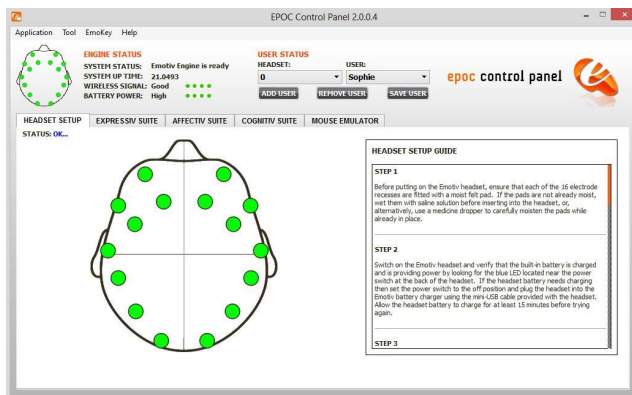 EPOC Control Panel 2.0.0.4
Application Tool EmoKey Help
ENGINE STATUS
SYSTEM STATUS: Emotiv Engine is ready
SYSTEM UP TIME: 21.0493
WIRELESS SIGNAL: Good
BATTERY POWER: High
USER STATUS
HEADSET: USER:
0 Sophie
ADD USER REMOVE USER SAVE USER
epoc control panel
HEADSET SETUP EXPRESSIV SUITE AFFECTIV SUITE COGNITIV SUITE MOUSE EMULATOR
STATUS: OK...
HEADSET SETUP GUIDE
STEP 1
Before putting on the Emotiv headset, ensure that each of the 16 electrode
recesses are fitted with a moist felt pad. If the pads are not already moist,
wet them with saline solution before inserting into the headset, or,
alternatively, use a medicine dropper to carefully moisten the pads while
already in place.
STEP 2
Switch on the Emotiv headset and verify that the built-in battery is charged
and is providing power by looking for the blue LED located near the power
switch at the back of the headset. If the headset battery needs charging
then set the power switch to the off position and plug the headset into the
Emotiv battery charger using the mini-USB cable provided with the headset.
Allow the headset battery to charge for at least 15 minutes before trying
again.
STEP 3